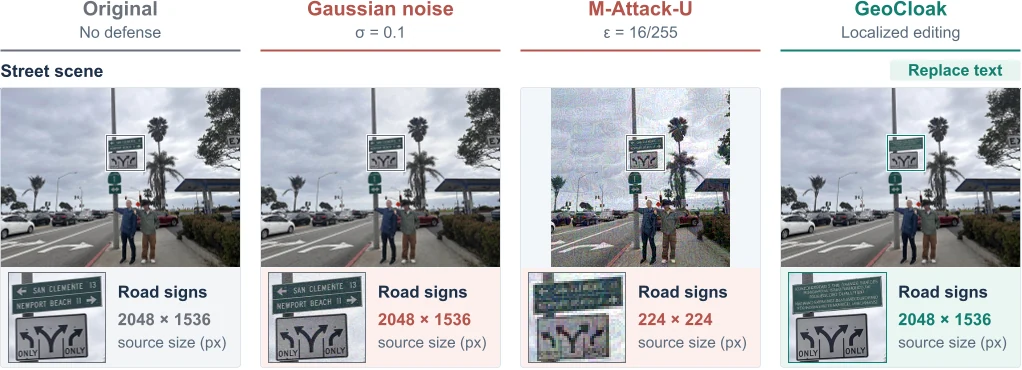 Original
No defense
Gaussian noise
σ = 0.1
M-Attack-U
ε = 16/255
GeoCloak
Localized editing
Street scene
Replace text
← SAN CLEMENTE 13
NEWPORT BEACH 11 →
ONLY ONLY
Road signs
2048 × 1536
source size (px)
← SAN CLEMENTE 13
NEWPORT BEACH 11 →
ONLY ONLY
Road signs
2048 × 1536
source size (px)
Road signs
224 × 224
source size (px)
ONLY ONLY
Road signs
2048 × 1536
source size (px)